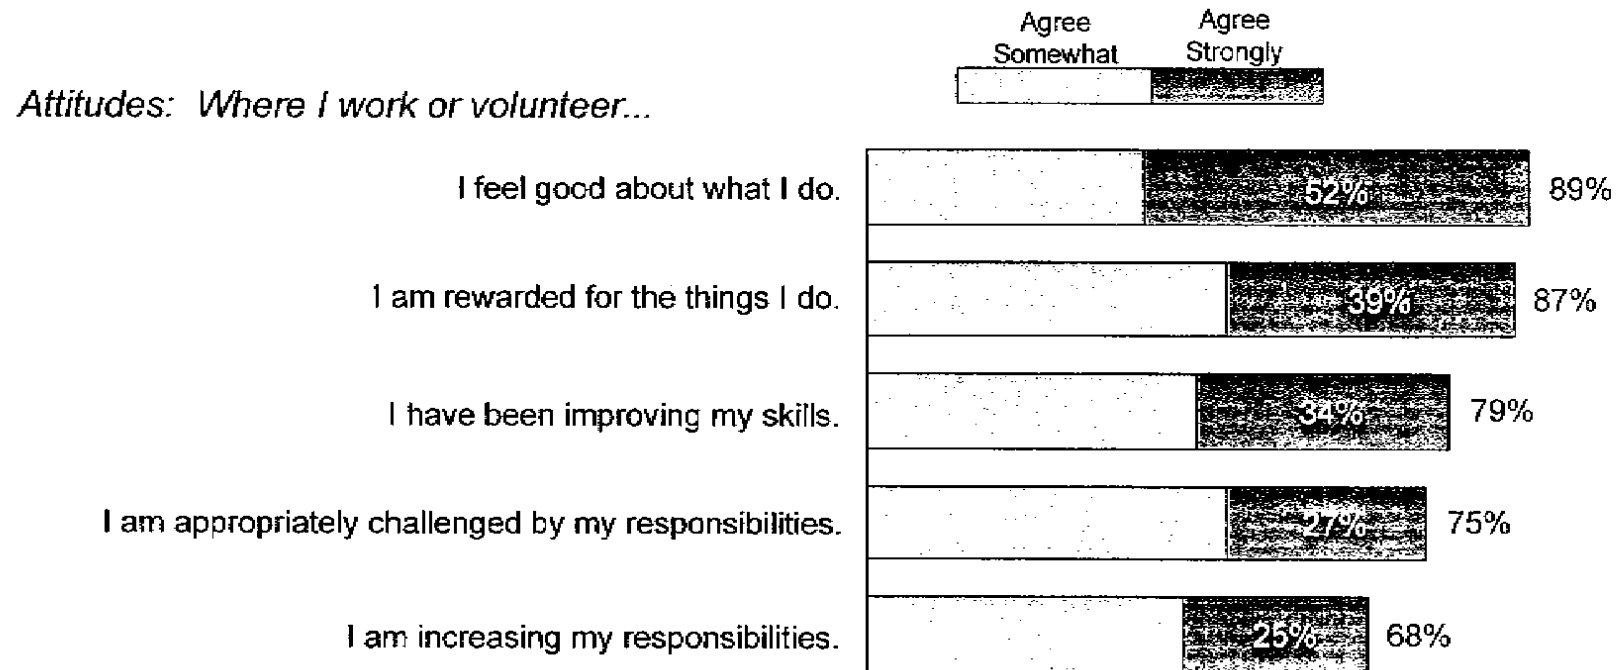 Agree Agree
Somewhat Strongly
Attitudes: Where I work or volunteer...
I feel good about what I do. 52% 89%
I am rewarded for the things I do. 39% 87%
I have been improving my skills. 34% 79%
I am appropriately challenged by my responsibilities. 27% 75%
I am increasing my responsibilities. 25% 68%